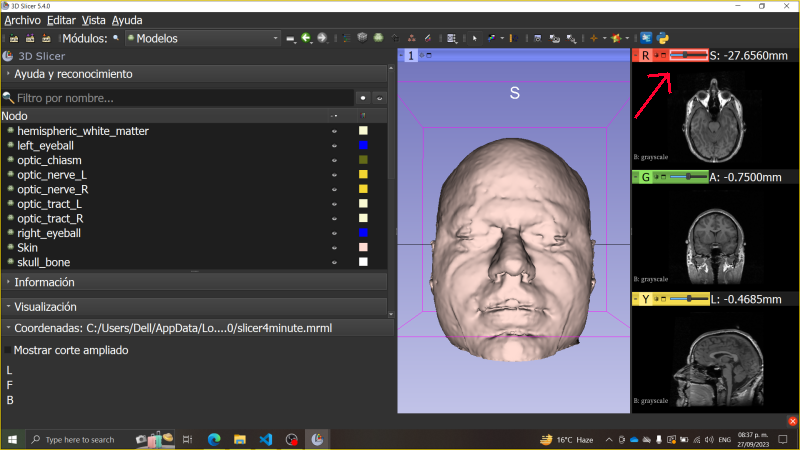 3D Slicer 5.4.0
Archivo Editar Vista Ayuda
Módulos: Modelos
3D Slicer
Ayuda y reconocimiento
Filtro por nombre...
Nodo
hemispheric_white_matter
left_eyeball
optic_chiasm
optic_nerve_L
optic_nerve_R
optic_tract_L
optic_tract_R
right_eyeball
Skin
skull_bone
Información
Visualización
Coordenadas: C:/Users/Dell/AppData/Lo....0/slicer4minute.mrml
Mostrar corte ampliado
L
F
B
1
S
R S: -27.6560mm
B: grayscale
G A: -0.7500mm
B: grayscale
Y L: -0.4685mm
B: grayscale
Type here to search
16°C Haze
ENG
08:37 p. m.
27/09/2023